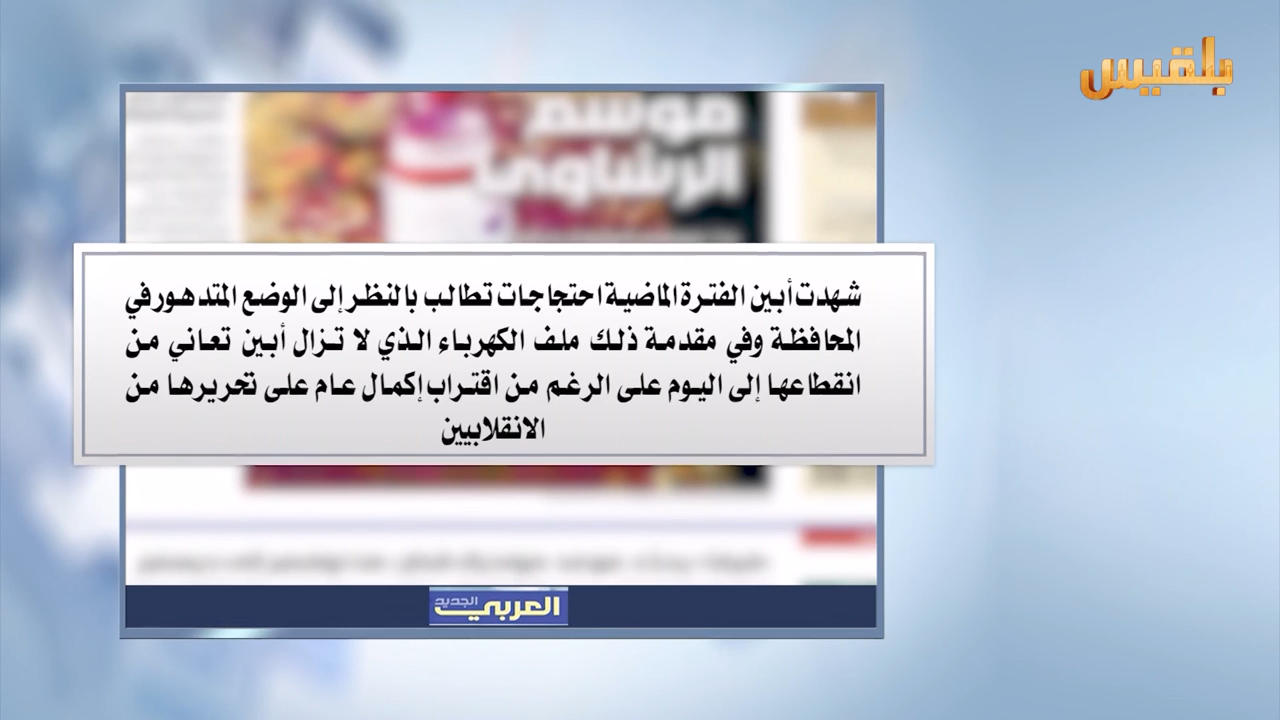 بلقيس
موسم
الرشاوى
شهدت أبين الفترة الماضية احتجاجات تطالب بالنظر إلى الوضع المتدهور في
المحافظة وفي مقدمة ذلك ملف الكهرباء الذي لا تزال أبين تعاني من
انقطاعها إلى اليوم على الرغم من اقتراب إكمال عام على تحريرها من
الانقلابيين
العربي الجديد